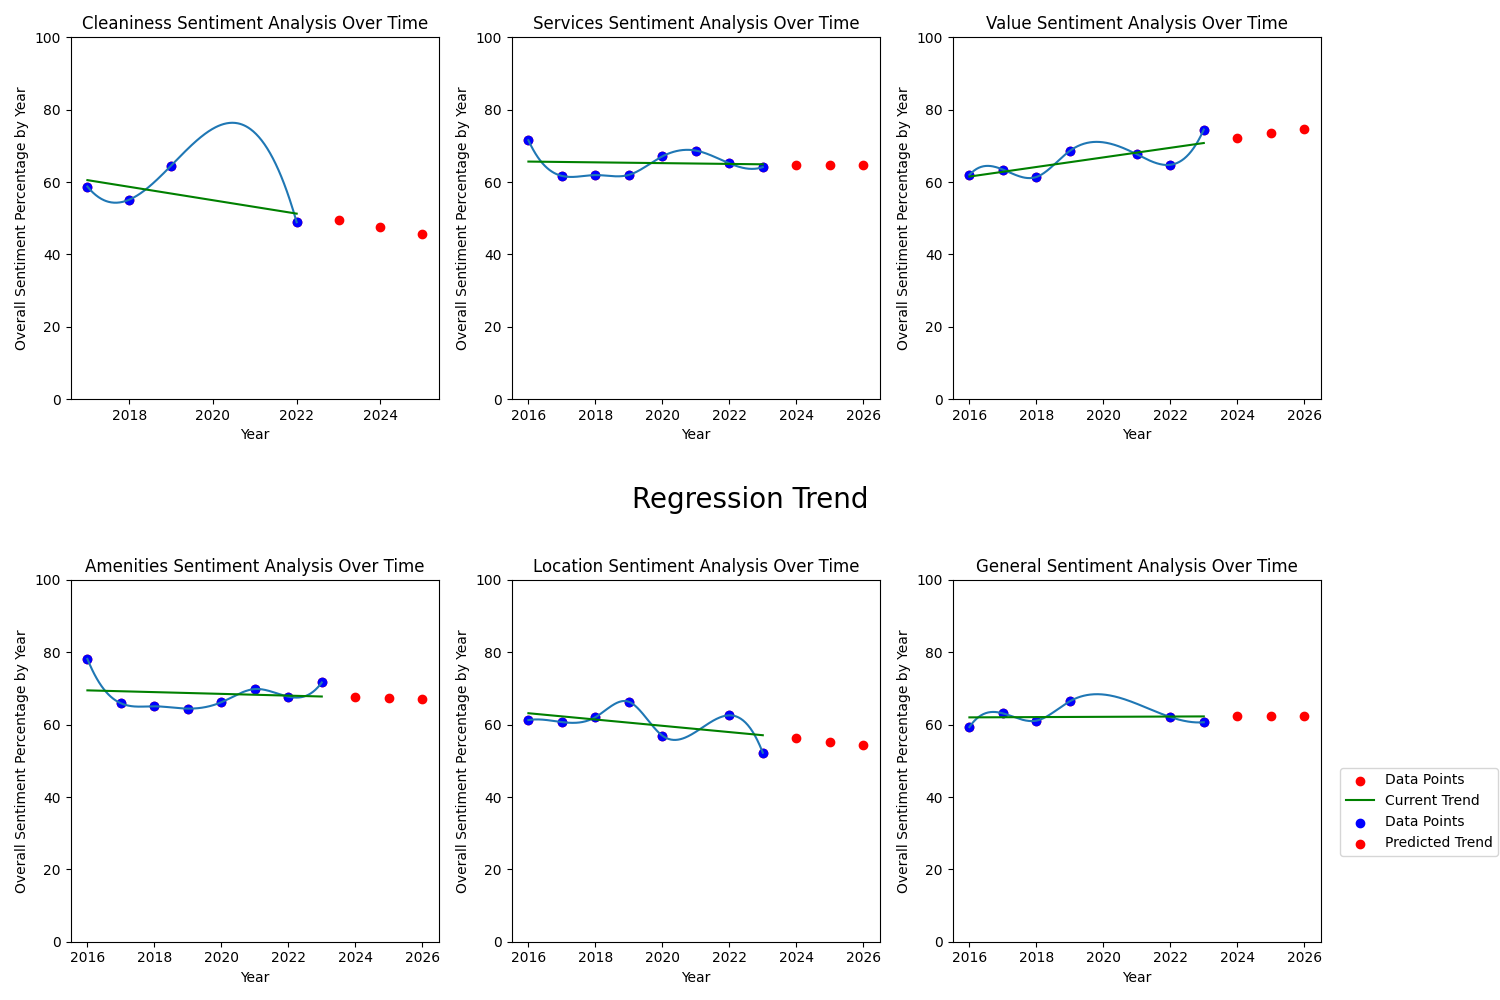 Cleaniness Sentiment Analysis Over Time
Overall Sentiment Percentage by Year
100
80
60
40
20
0
2018 2020 2022 2024
Year
Services Sentiment Analysis Over Time
Overall Sentiment Percentage by Year
100
80
60
40
20
0
2016 2018 2020 2022 2024 2026
Year
Value Sentiment Analysis Over Time
Overall Sentiment Percentage by Year
100
80
60
40
20
0
2016 2018 2020 2022 2024 2026
Year
Regression Trend
Amenities Sentiment Analysis Over Time
Overall Sentiment Percentage by Year
100
80
60
40
20
0
2016 2018 2020 2022 2024 2026
Year
Location Sentiment Analysis Over Time
Overall Sentiment Percentage by Year
100
80
60
40
20
0
2016 2018 2020 2022 2024 2026
Year
General Sentiment Analysis Over Time
Overall Sentiment Percentage by Year
100
80
60
40
20
0
2016 2018 2020 2022 2024 2026
Year
Data Points
Current Trend
Data Points
Predicted Trend